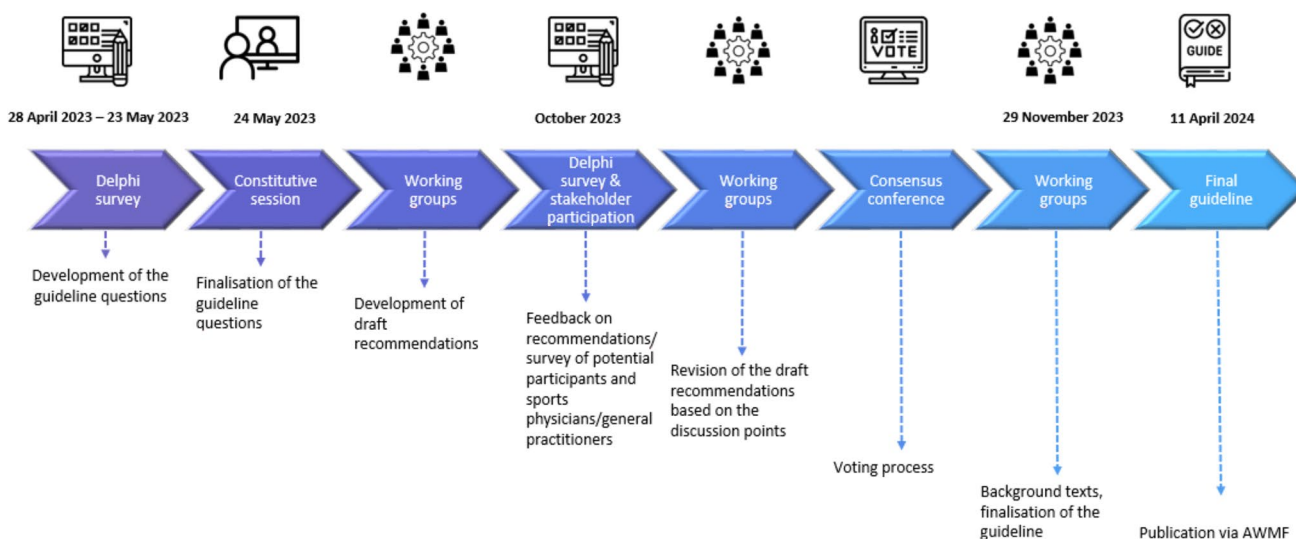 VOTE
GUIDE
28 April 2023 – 23 May 2023
24 May 2023
October 2023
29 November 2023
11 April 2024
Delphi
survey
Constitutive
session
Working
groups
Delphi
survey &
stakeholder
participation
Working
groups
Consensus
conference
Working
groups
Final
guideline
Development of the
guideline questions
Finalisation of the
guideline
questions
Development of
draft
recommendations
Feedback on
recommendations/
survey of potential
participants and
sports
physicians/general
practitioners
Revision of the draft
recommendations
based on the
discussion points
Voting process
Background texts,
finalisation of the
guideline
Publication via AWMF